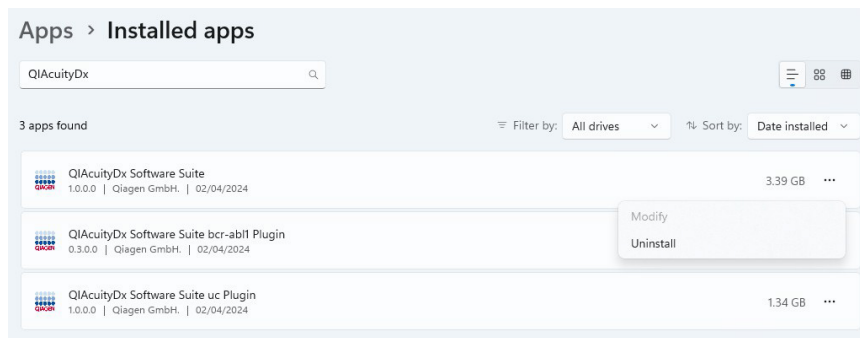 Apps > Installed apps
QIAcuityDx
3 apps found
Filter by: All drives
Sort by: Date installed
QIAcuityDx Software Suite
1.0.0.0 | Qiagen GmbH. | 02/04/2024
3.39 GB
Modify
Uninstall
QIAcuityDx Software Suite bcr-abl1 Plugin
0.3.0.0 | Qiagen GmbH. | 02/04/2024
QIAcuityDx Software Suite uc Plugin
1.0.0.0 | Qiagen GmbH. | 02/04/2024
1.34 GB
QIAGEN
QIAGEN
QIAGEN